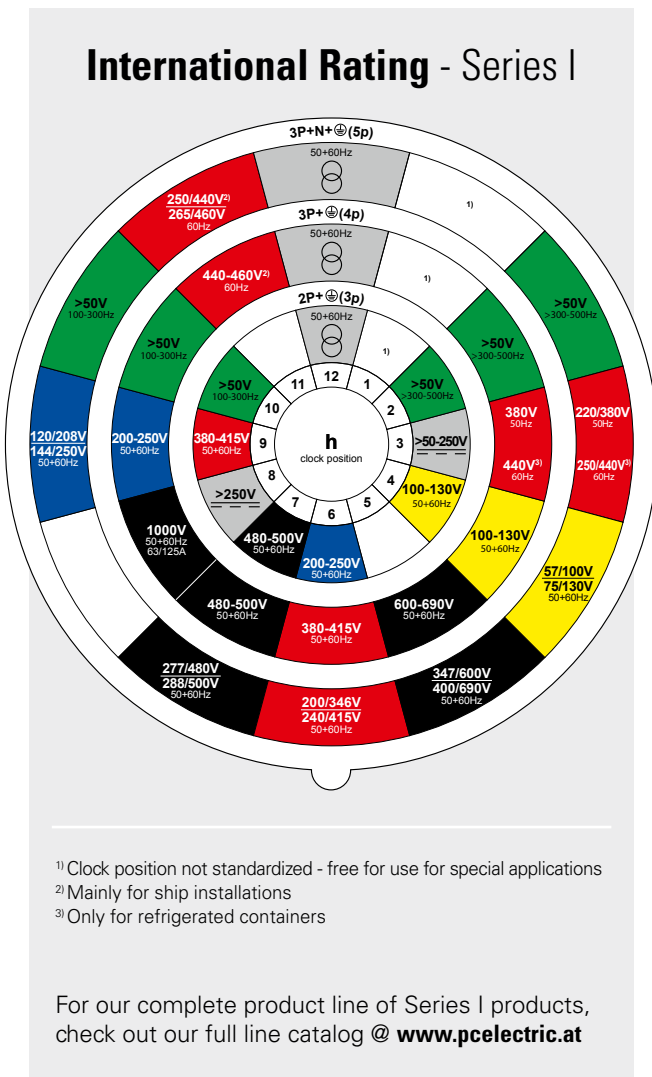 International Rating - Series I
3P+N+⏚(5p)
50+60Hz
1)
>50V
>300-500Hz
220/380V
50Hz
250/440V3)
60Hz
57/100V
75/130V
50+60Hz
347/600V
400/690V
50+60Hz
200/346V
240/415V
50+60Hz
277/480V
288/500V
50+60Hz
120/208V
144/250V
50+60Hz
>50V
100-300Hz
250/440V2)
265/460V
60Hz
3P+⏚(4p)
50+60Hz
1)
>50V
>300-500Hz
380V
50Hz
440V3)
60Hz
100-130V
50+60Hz
600-690V
50+60Hz
380-415V
50+60Hz
480-500V
50+60Hz
1000V
50+60Hz
63/125A
200-250V
50+60Hz
>50V
100-300Hz
440-460V2)
60Hz
2P+⏚(3p)
50+60Hz
1)
>50V
>300-500Hz
>50-250V
100-130V
50+60Hz
200-250V
50+60Hz
480-500V
50+60Hz
>250V
380-415V
50+60Hz
>50V
100-300Hz
12
1
2
3
4
5
6
7
8
9
10
11
h
clock position
1) Clock position not standardized - free for use for special applications
2) Mainly for ship installations
3) Only for refrigerated containers
For our complete product line of Series I products,
check out our full line catalog @ www.pcelectric.at